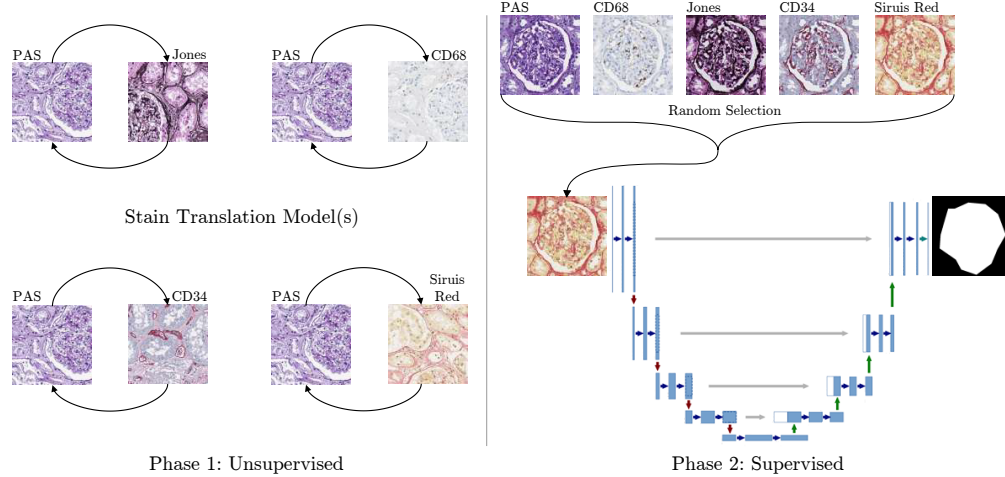 PAS
Jones
PAS
CD68
Stain Translation Model(s)
PAS
CD34
PAS
Siruis
Red
Phase 1: Unsupervised
PAS
CD68
Jones
CD34
Siruis Red
Random Selection
Phase 2: Supervised